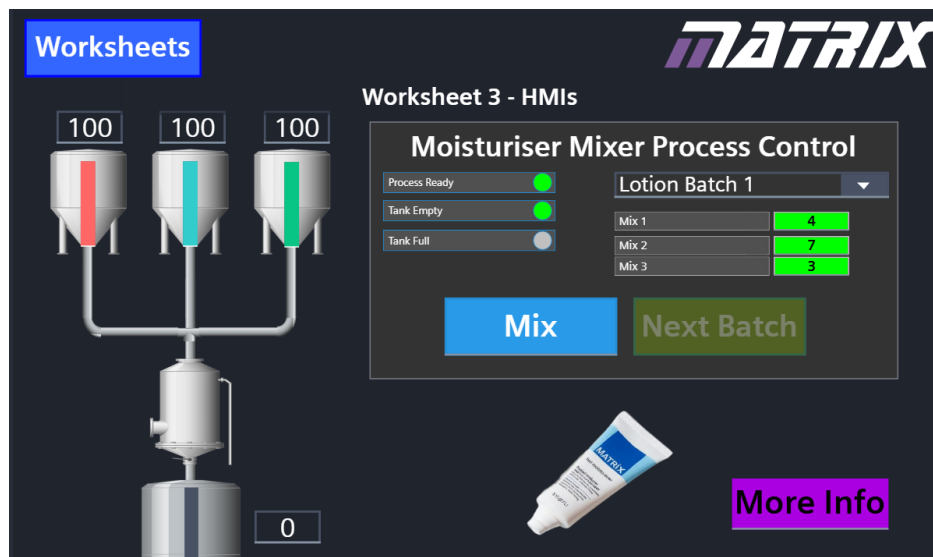 Worksheets
MATRIX
Worksheet 3 - HMIs
100
100
100
Moisturiser Mixer Process Control
Process Ready
Tank Empty
Tank Full
Lotion Batch 1
Mix 1
4
Mix 2
7
Mix 3
3
Mix
Next Batch
MATRIX
More Info
0